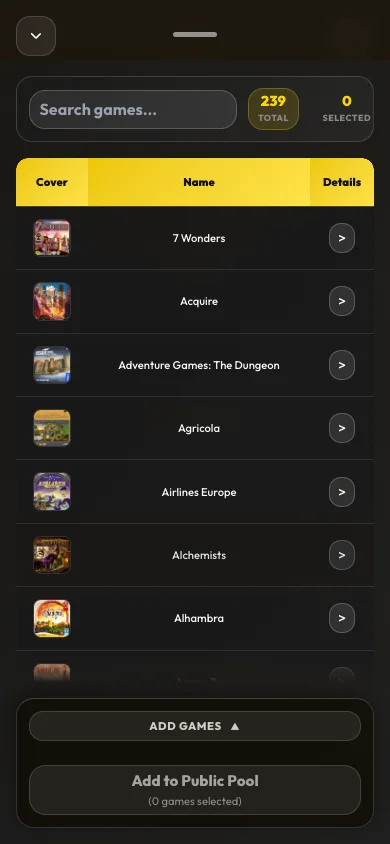 Search games...
239
TOTAL
0
SELECTED
Cover Name Details
7 Wonders >
Acquire >
Adventure Games: The Dungeon >
Agricola >
Airlines Europe >
Alchemists >
Alhambra >
ADD GAMES ▲
Add to Public Pool
(0 games selected)